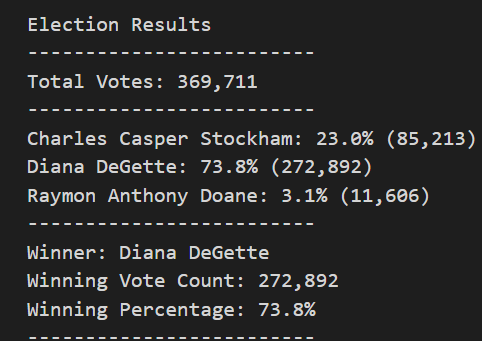 Election Results
-------------------------
Total Votes: 369,711
-------------------------
Charles Casper Stockham: 23.0% (85,213)
Diana DeGette: 73.8% (272,892)
Raymon Anthony Doane: 3.1% (11,606)
-------------------------
Winner: Diana DeGette
Winning Vote Count: 272,892
Winning Percentage: 73.8%
-------------------------